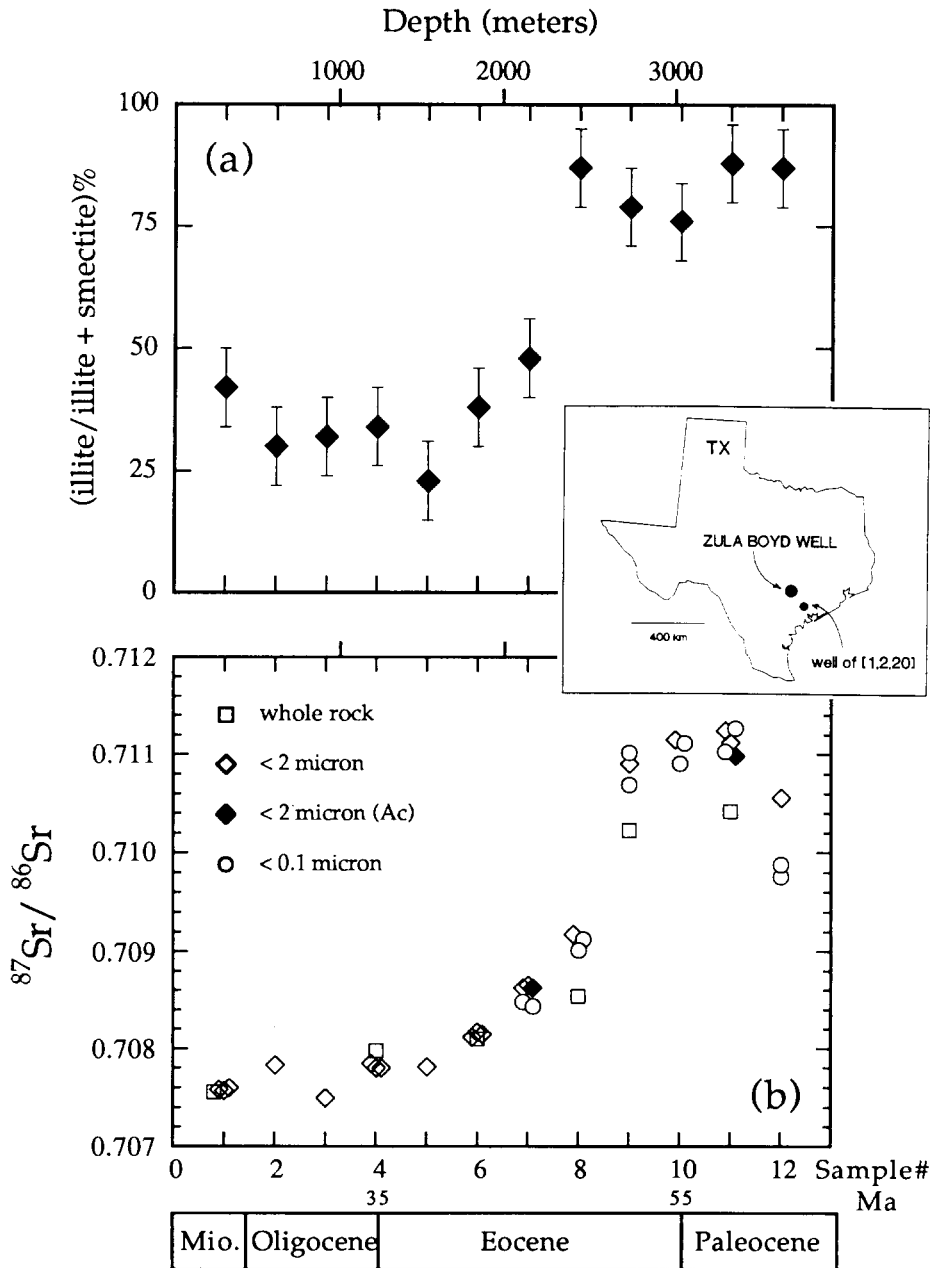 Depth (meters)
1000 2000 3000
100
75
50
25
0
(illite/illite + smectite)%
(a)
TX
ZULA BOYD WELL
400 km
well of [1,2,20]
0.712
0.711
0.710
0.709
0.708
0.707
87Sr/ 86Sr
whole rock
< 2 micron
< 2 micron (Ac)
< 0.1 micron
(b)
0 2 4 6 8 10 12 Sample#
35 55 Ma
Mio. Oligocene Eocene Paleocene